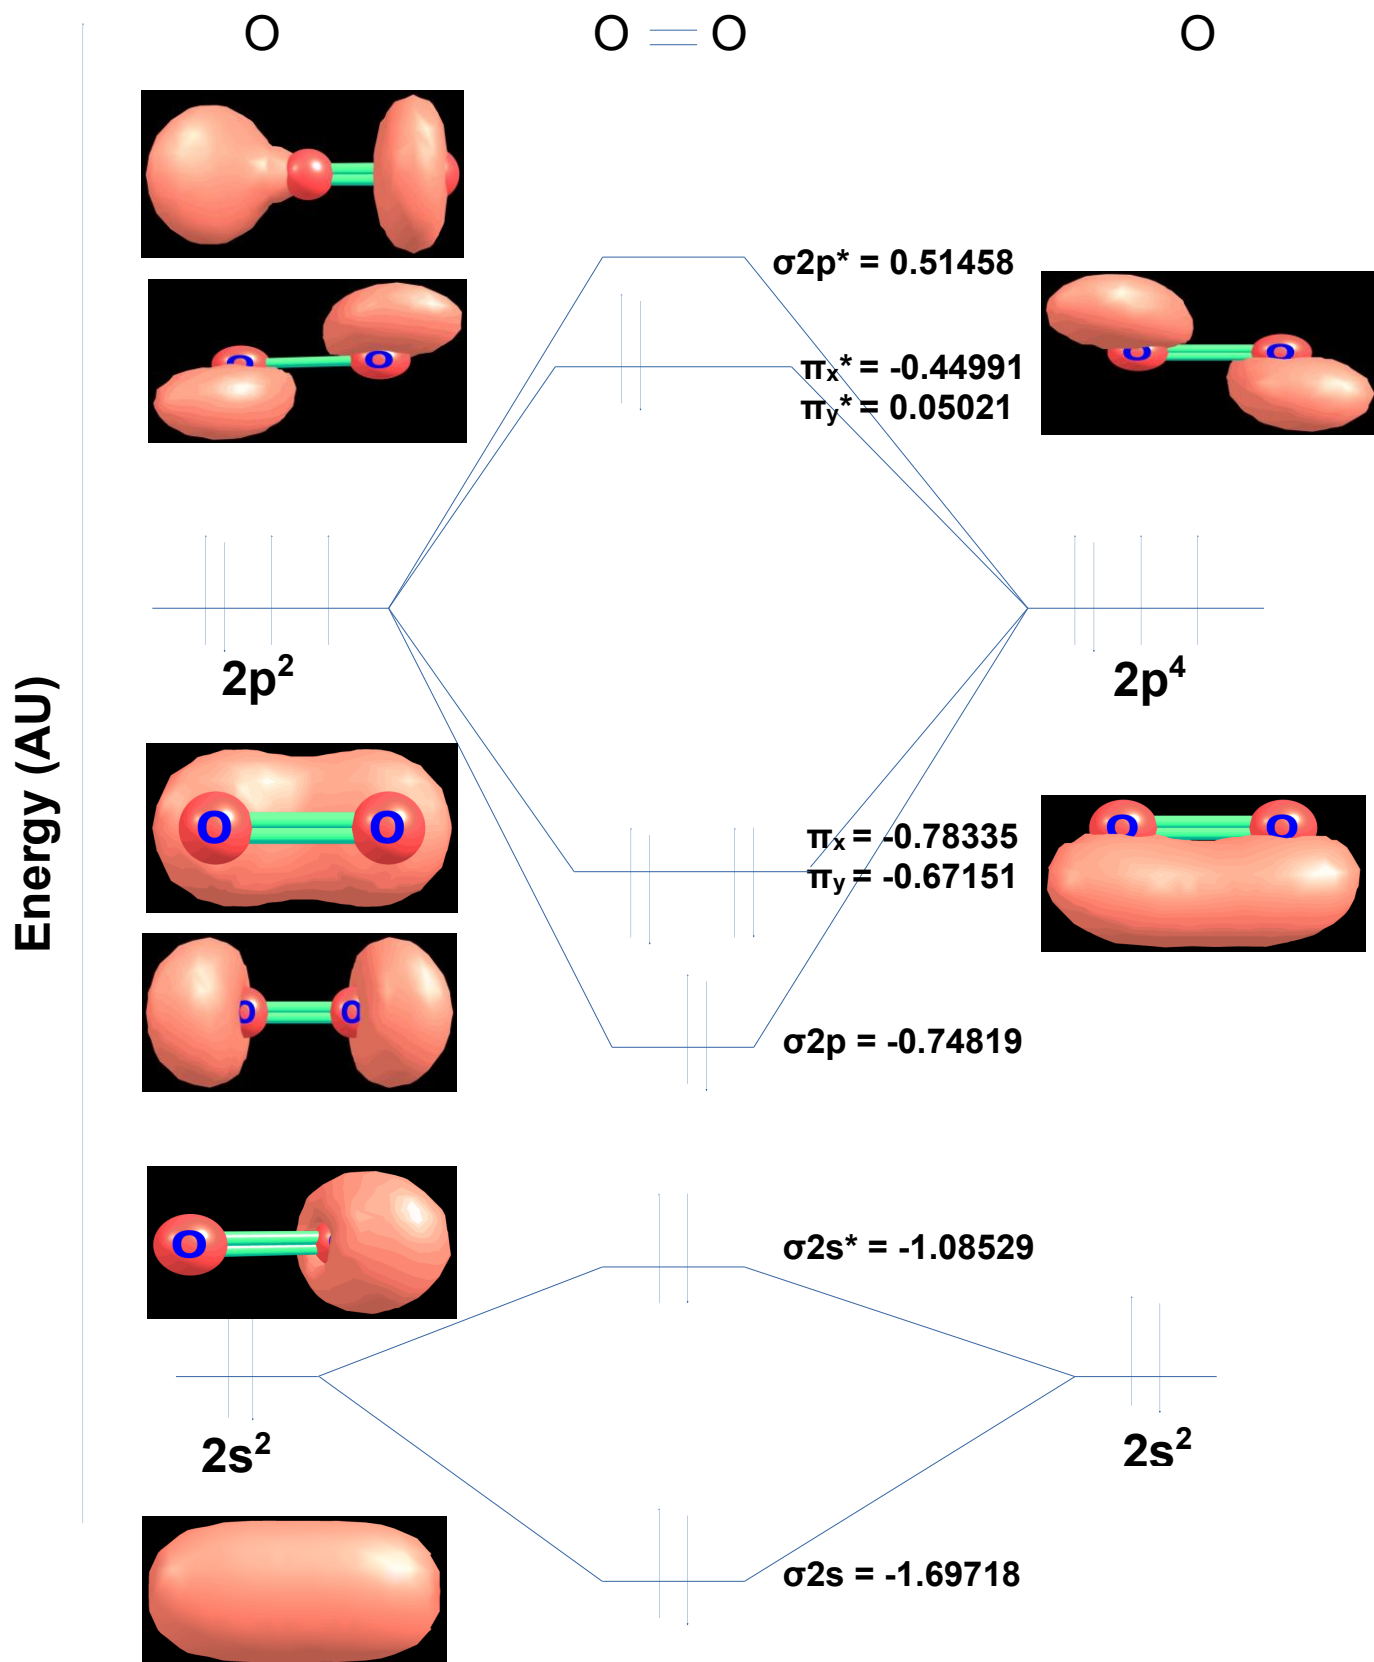 O
O = O
O
σ2p* = 0.51458
πx* = -0.44991
πy* = 0.05021
O
O
O
O
2p²
2p⁴
Energy (AU)
O
O
πx = -0.78335
πy = -0.67151
O
O
O
O
σ2p = -0.74819
O
σ2s* = -1.08529
2s²
2s²
σ2s = -1.69718